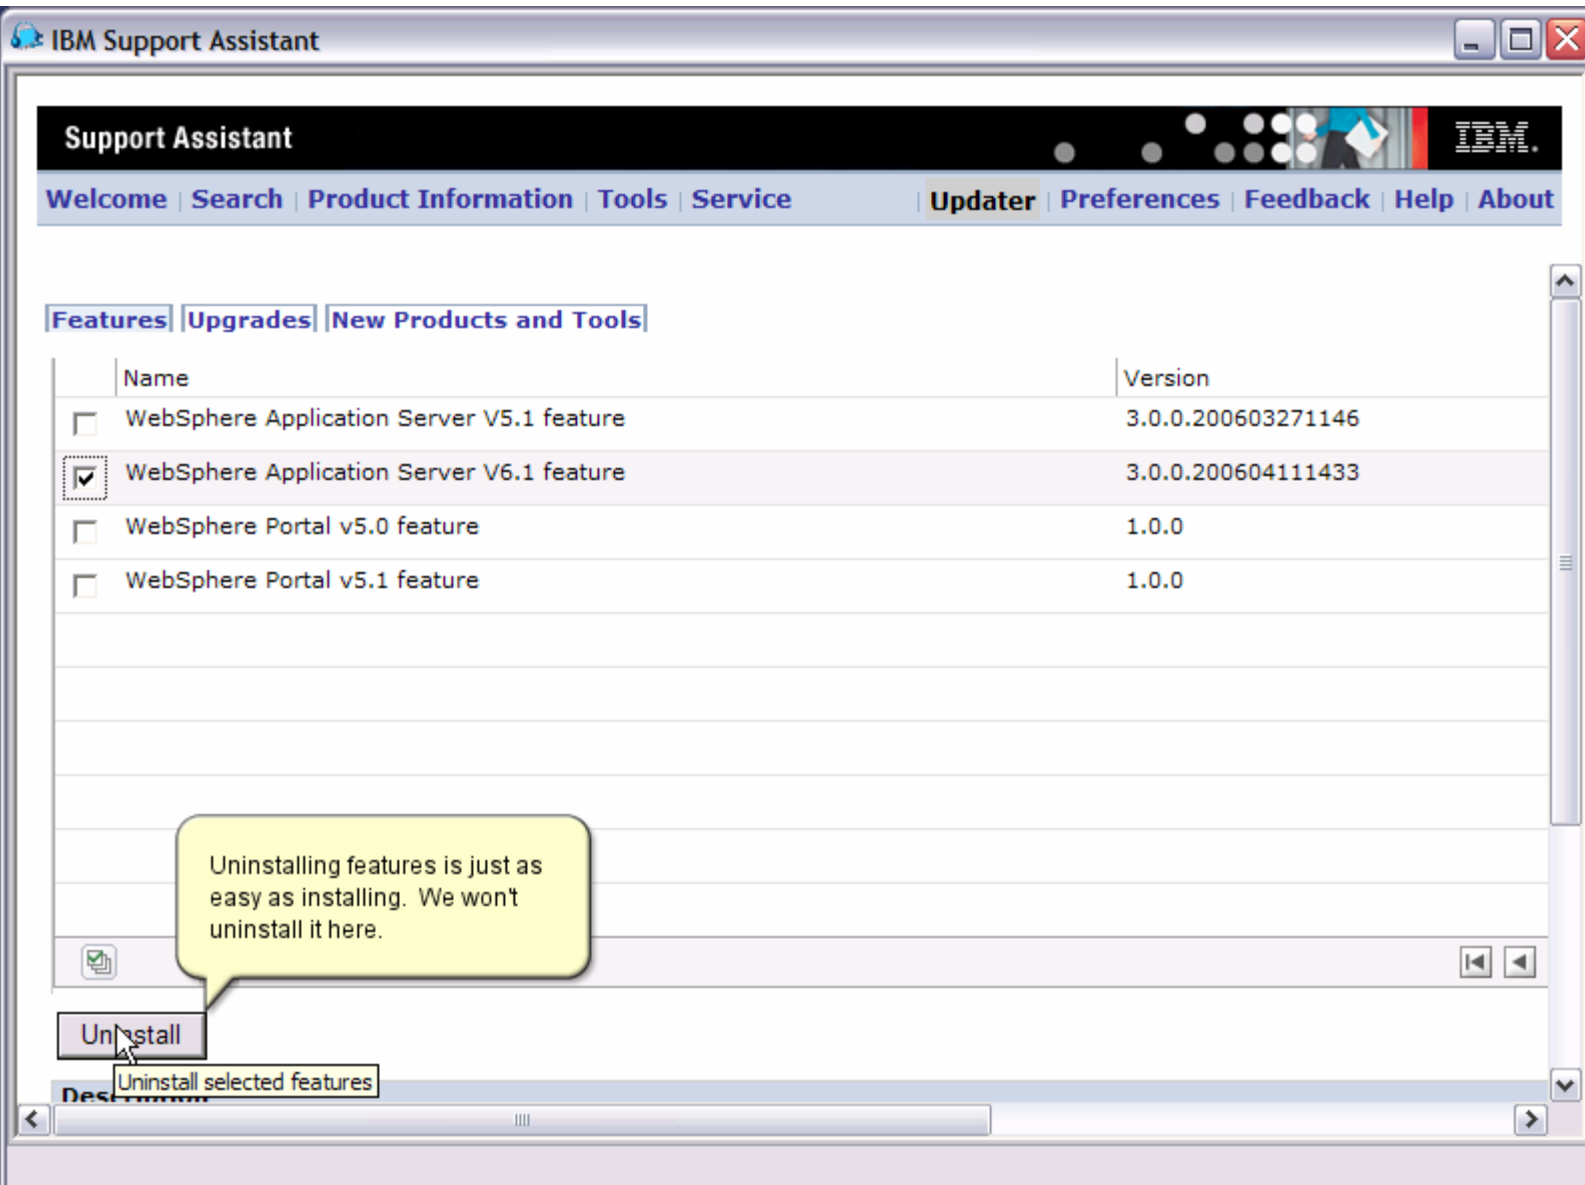 IBM Support Assistant
Support Assistant
IBM.
Welcome | Search | Product Information | Tools | Service | Updater | Preferences | Feedback | Help | About
Features Upgrades New Products and Tools
Name Version
WebSphere Application Server V5.1 feature 3.0.0.200603271146
WebSphere Application Server V6.1 feature 3.0.0.200604111433
WebSphere Portal v5.0 feature 1.0.0
WebSphere Portal v5.1 feature 1.0.0
Uninstalling features is just as
easy as installing. We won't
uninstall it here.
Uninstall
Uninstall selected features
Description